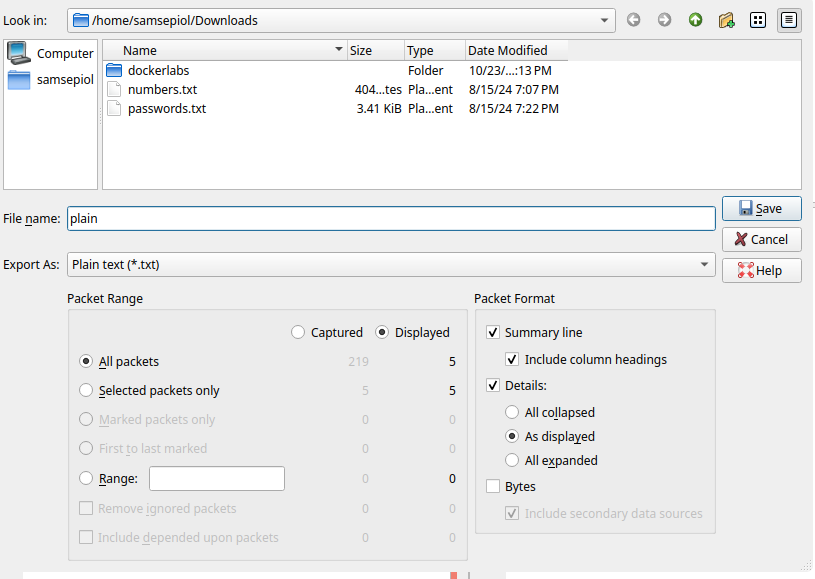 Look in: /home/samsepiol/Downloads
Computer
samsepiol
Name Size Type Date Modified
dockerlabs Folder 10/23/...:13 PM
numbers.txt 404...tes Pla...ent 8/15/24 7:07 PM
passwords.txt 3.41 KiB Pla...ent 8/15/24 7:22 PM
File name: plain
Save
Cancel
Export As: Plain text (*.txt)
Help
Packet Range
Captured Displayed
All packets 219 5
Selected packets only 5 5
Marked packets only 0 0
First to last marked 0 0
Range: 0 0
Remove ignored packets 0 0
Include depended upon packets 0 0
Packet Format
Summary line
Include column headings
Details:
All collapsed
As displayed
All expanded
Bytes
Include secondary data sources